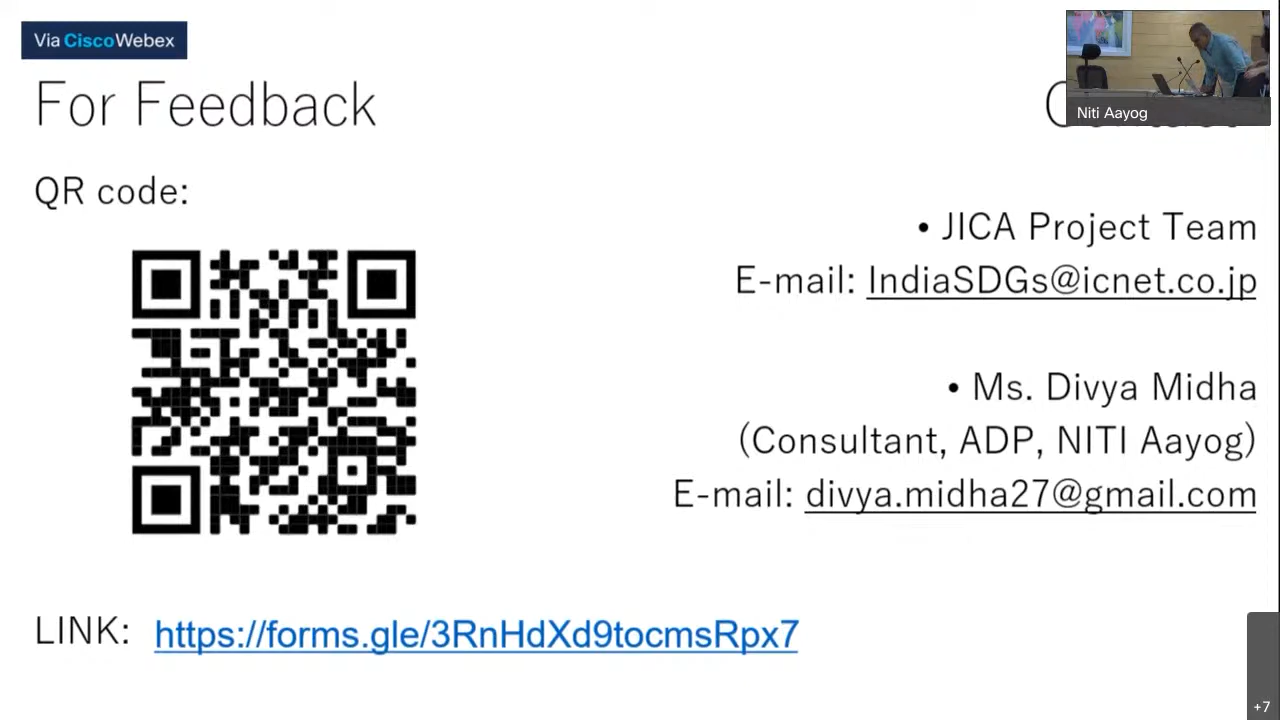 Via CiscoWebex
For Feedback
Niti Aayog
QR code:
• JICA Project Team
E-mail: IndiaSDGs@icnet.co.jp
• Ms. Divya Midha
(Consultant, ADP, NITI Aayog)
E-mail: divya.midha27@gmail.com
LINK: https://forms.gle/3RnHdXd9tocmsRpx7
+7